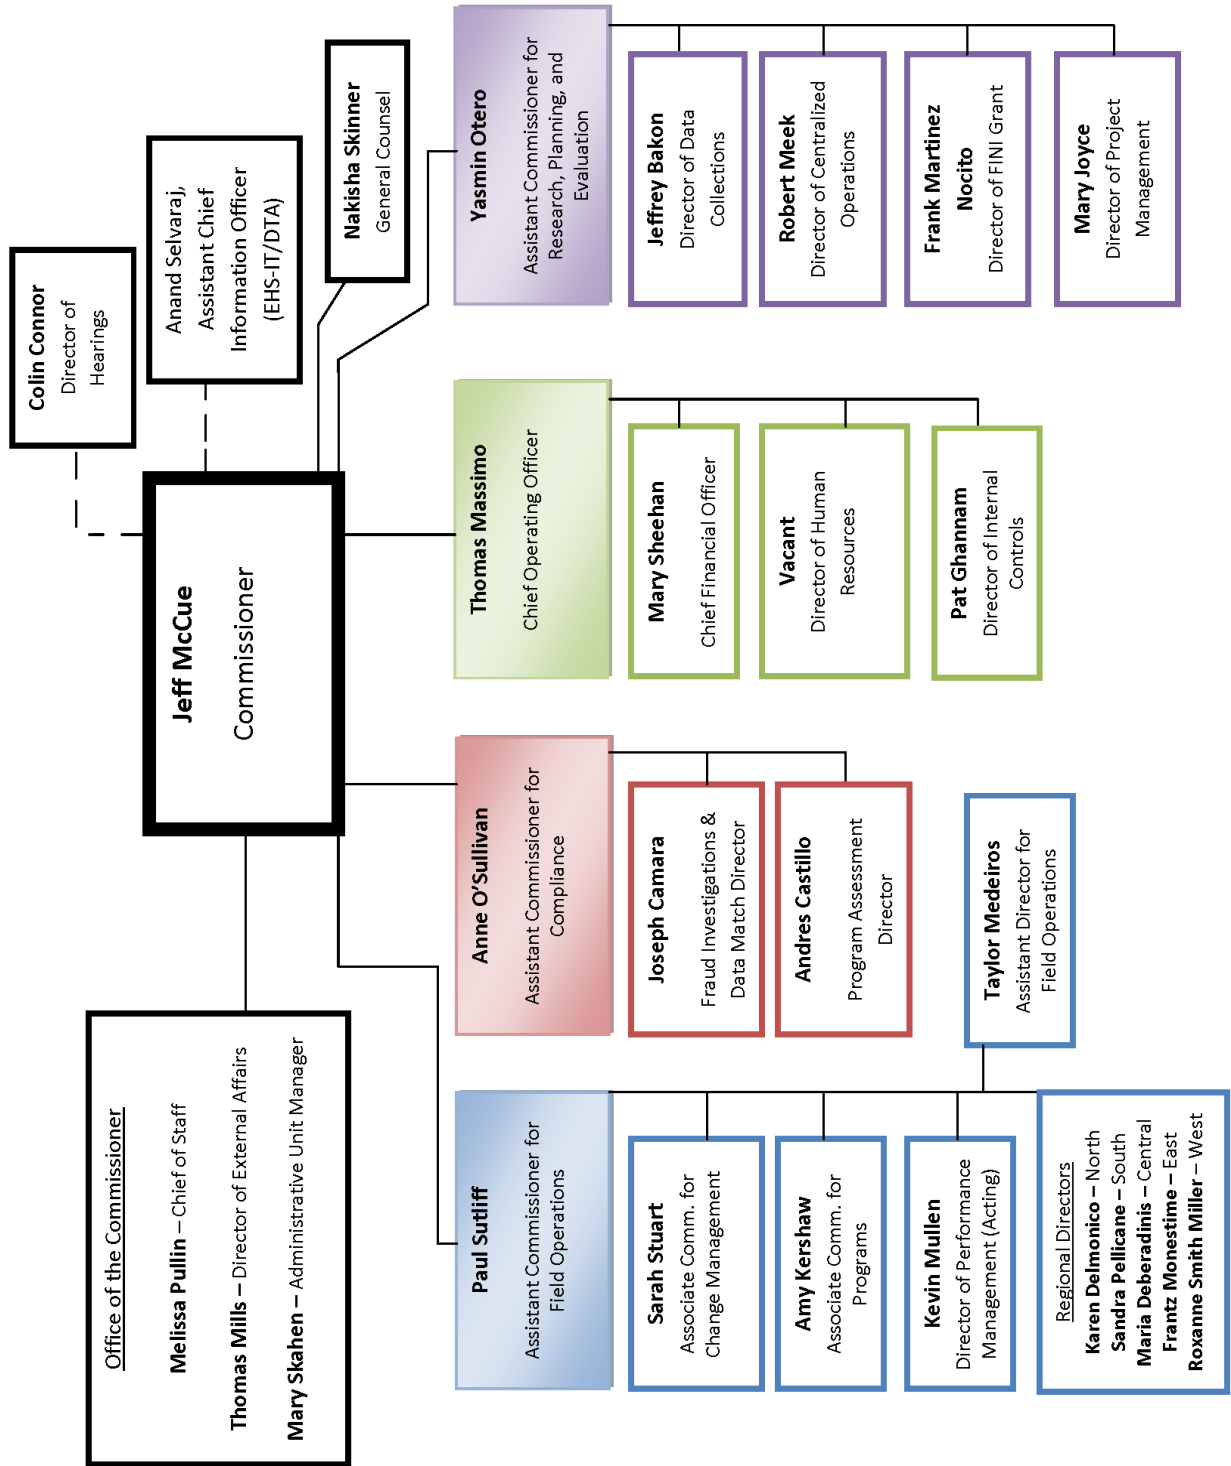 Office of the Commissioner
Melissa Pullin – Chief of Staff
Thomas Mills – Director of External Affairs
Mary Skahen – Administrative Unit Manager
Jeff McCue
Commissioner
Colin Connor
Director of
Hearings
Anand Selvaraj,
Assistant Chief
Information Officer
(EHS-IT/DTA)
Nakisha Skinner
General Counsel
Paul Sutliff
Assistant Commissioner for
Field Operations
Sarah Stuart
Associate Comm. for
Change Management
Amy Kershaw
Associate Comm. for
Programs
Kevin Mullen
Director of Performance
Management (Acting)
Regional Directors
Karen Delmonico – North
Sandra Pellicane – South
Maria Deberadinis – Central
Frantz Monestime – East
Roxanne Smith Miller – West
Taylor Medeiros
Assistant Director for
Field Operations
Anne O’Sullivan
Assistant Commissioner for
Compliance
Joseph Camara
Fraud Investigations &
Data Match Director
Andres Castillo
Program Assessment
Director
Thomas Massimo
Chief Operating Officer
Mary Sheehan
Chief Financial Officer
Vacant
Director of Human
Resources
Pat Ghannam
Director of Internal
Controls
Yasmin Otero
Assistant Commissioner for
Research, Planning, and
Evaluation
Jeffrey Bakon
Director of Data
Collections
Robert Meek
Director of Centralized
Operations
Frank Martinez
Nocito
Director of FINI Grant
Mary Joyce
Director of Project
Management